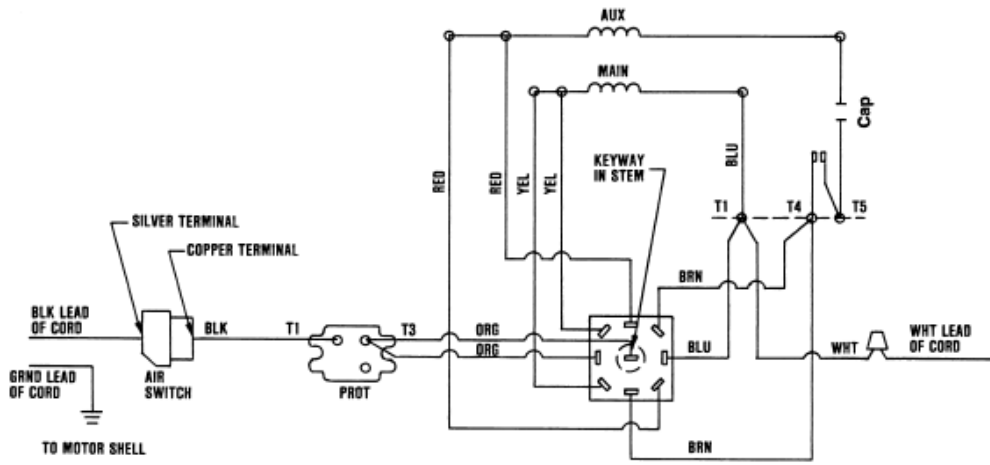 AUX
MAIN
Cap
RED
RED
YEL
YEL
KEYWAY
IN STEM
BLU
T1
T4
T5
SILVER TERMINAL
COPPER TERMINAL
BRN
BLK LEAD
OF CORD
BLK
T1
T3
ORG
ORG
BLU
WHT
WHT LEAD
OF CORD
GRND LEAD
OF CORD
AIR
SWITCH
PROT
TO MOTOR SHELL
BRN